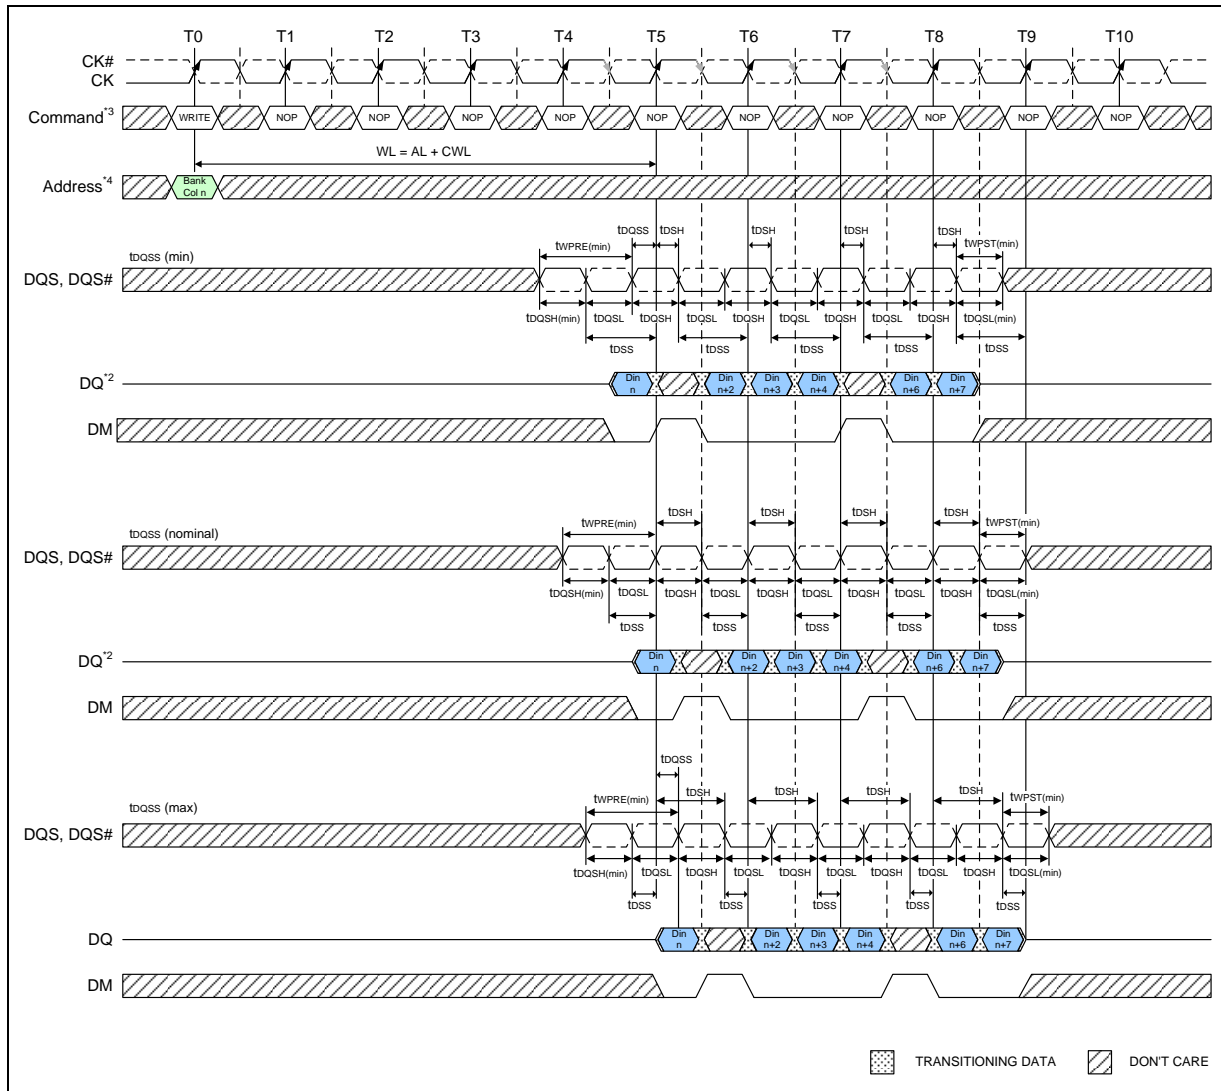 T0 T1 T2 T3 T4 T5 T6 T7 T8 T9 T10
CK#
CK
Command*3 WRITE NOP NOP NOP NOP NOP NOP NOP NOP NOP NOP
WL = AL + CWL
Address*4 Bank Col n
tDQSS tDSH tDSH tDSH tDSH
tWPRE(min) tWPST(min)
tDQSS (min)
DQS, DQS#
tDQSH(min) tDQSL tDQSH tDQSL tDQSH tDQSL tDQSH tDQSL tDQSH tDQSL(min)
tDSS tDSS tDSS tDSS tDSS
DQ*2 Din n Din n+2 Din n+3 Din n+4 Din n+6 Din n+7
DM
tWPRE(min) tDSH tDSH tDSH tDSH tWPST(min)
tDQSS (nominal)
DQS, DQS#
tDQSH(min) tDQSL tDQSH tDQSL tDQSH tDQSL tDQSH tDQSL tDQSH tDQSL(min)
tDSS tDSS tDSS tDSS tDSS
DQ*2 Din n Din n+2 Din n+3 Din n+4 Din n+6 Din n+7
DM
tDQSS
tWPRE(min) tDSH tDSH tDSH tDSH tWPST(min)
tDQSS (max)
DQS, DQS#
tDQSH(min) tDQSL tDQSH tDQSL tDQSH tDQSL tDQSH tDQSL tDQSH tDQSL(min)
tDSS tDSS tDSS tDSS tDSS
DQ Din n Din n+2 Din n+3 Din n+4 Din n+6 Din n+7
DM
TRANSITIONING DATA DON'T CARE